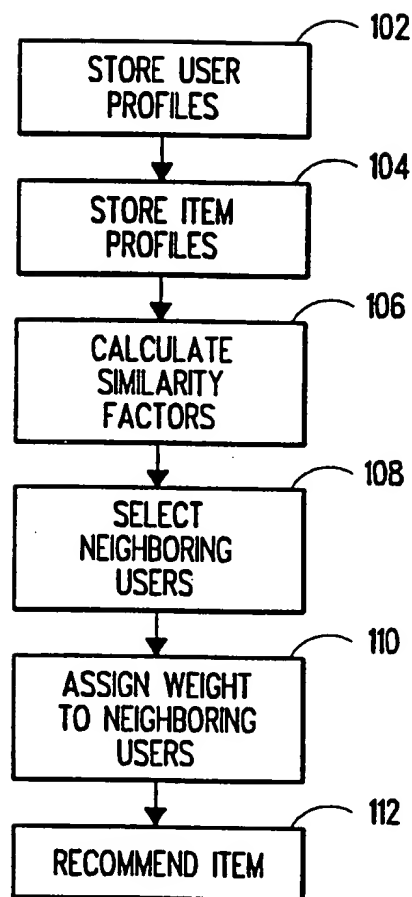 102
STORE USER
PROFILES
104
STORE ITEM
PROFILES
106
CALCULATE
SIMILARITY
FACTORS
108
SELECT
NEIGHBORING
USERS
110
ASSIGN WEIGHT
TO NEIGHBORING
USERS
112
RECOMMEND ITEM